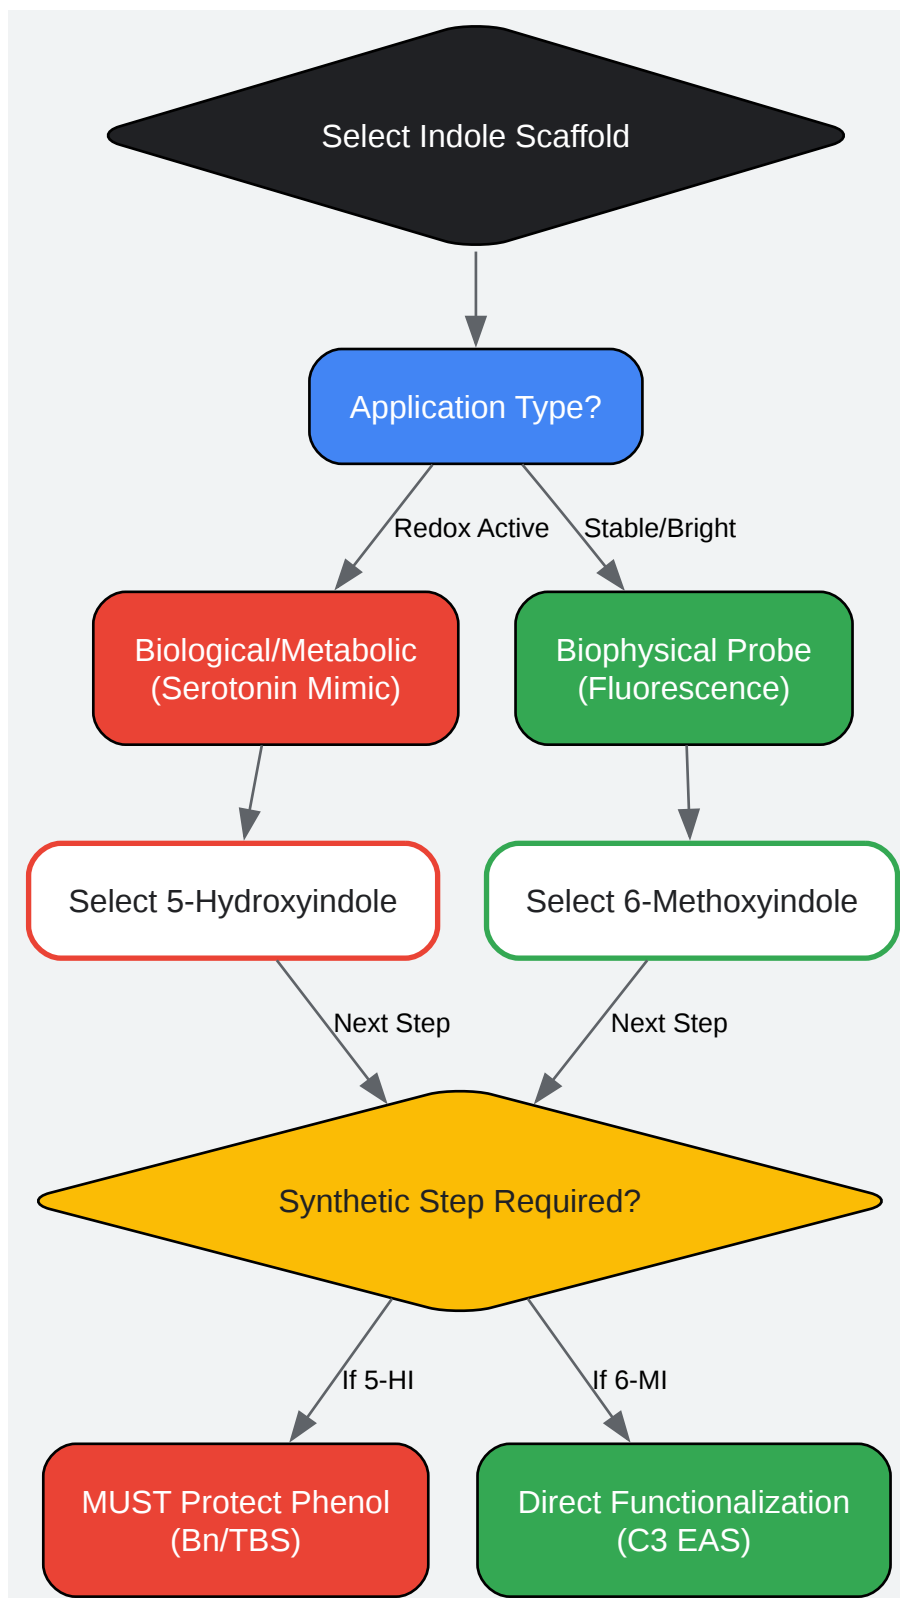 Select Indole Scaffold
Application Type?
Redox Active
Stable/Bright
Biological/Metabolic
(Serotonin Mimic)
Biophysical Probe
(Fluorescence)
Select 5-Hydroxyindole
Select 6-Methoxyindole
Next Step
Next Step
Synthetic Step Required?
If 5-HI
If 6-MI
MUST Protect Phenol
(Bn/TBS)
Direct Functionalization
(C3 EAS)